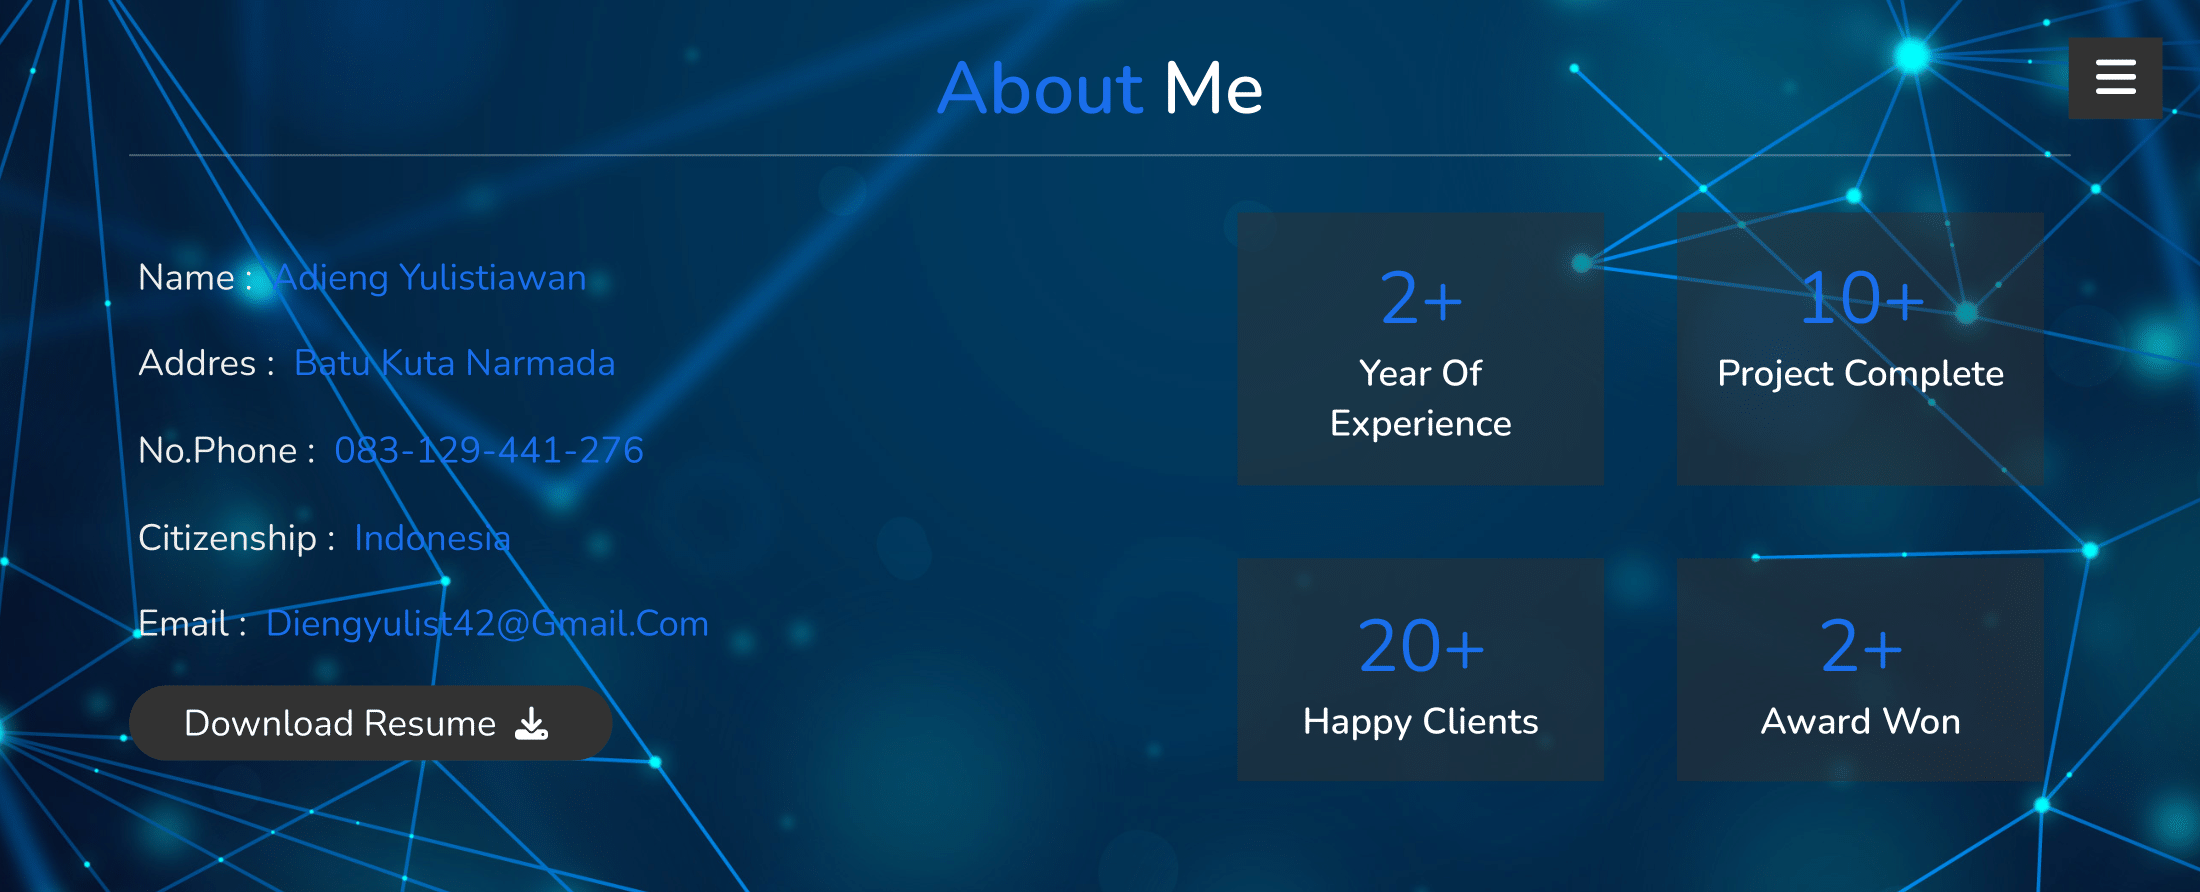 About Me
Name : Adieng Yulistiawan
Addres : Batu Kuta Narmada
No.Phone : 083-129-441-276
Citizenship : Indonesia
Email : Diengyulist42@Gmail.Com
Download Resume
2+
Year Of
Experience
10+
Project Complete
20+
Happy Clients
2+
Award Won